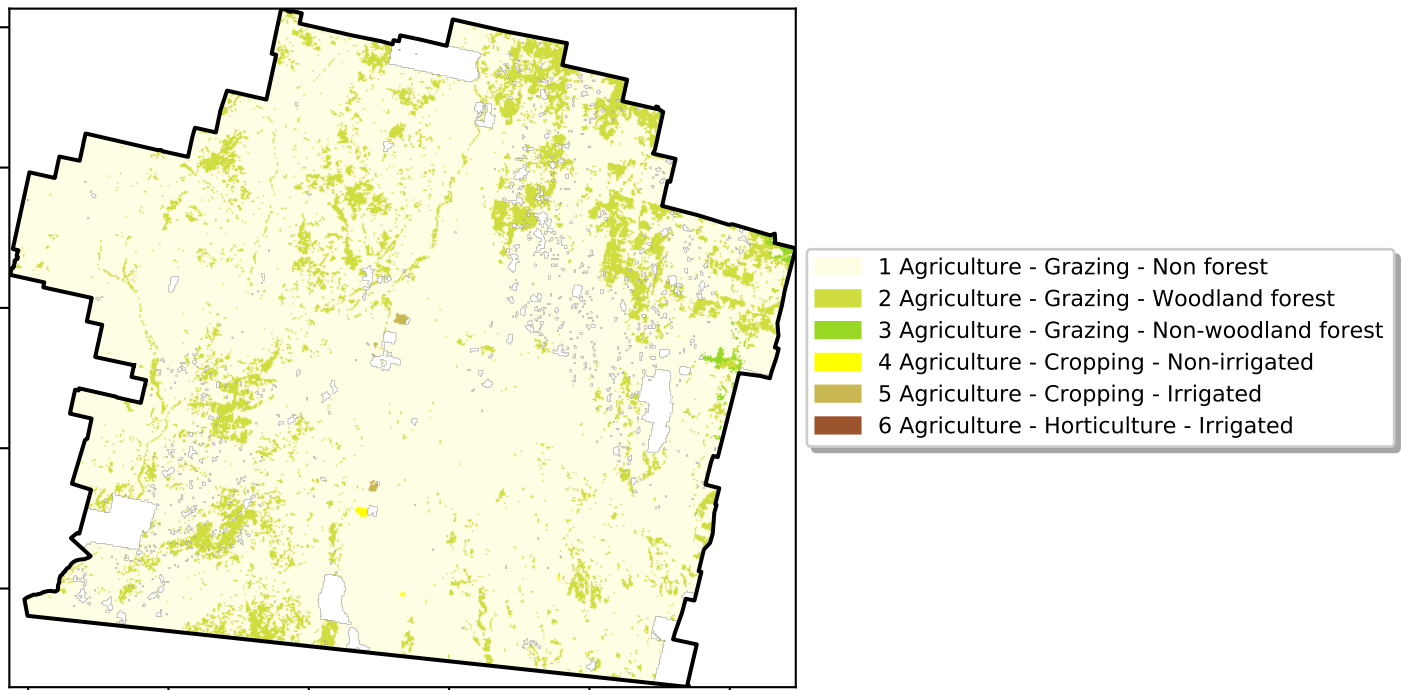 1 Agriculture - Grazing - Non forest
2 Agriculture - Grazing - Woodland forest
3 Agriculture - Grazing - Non-woodland forest
4 Agriculture - Cropping - Non-irrigated
5 Agriculture - Cropping - Irrigated
6 Agriculture - Horticulture - Irrigated